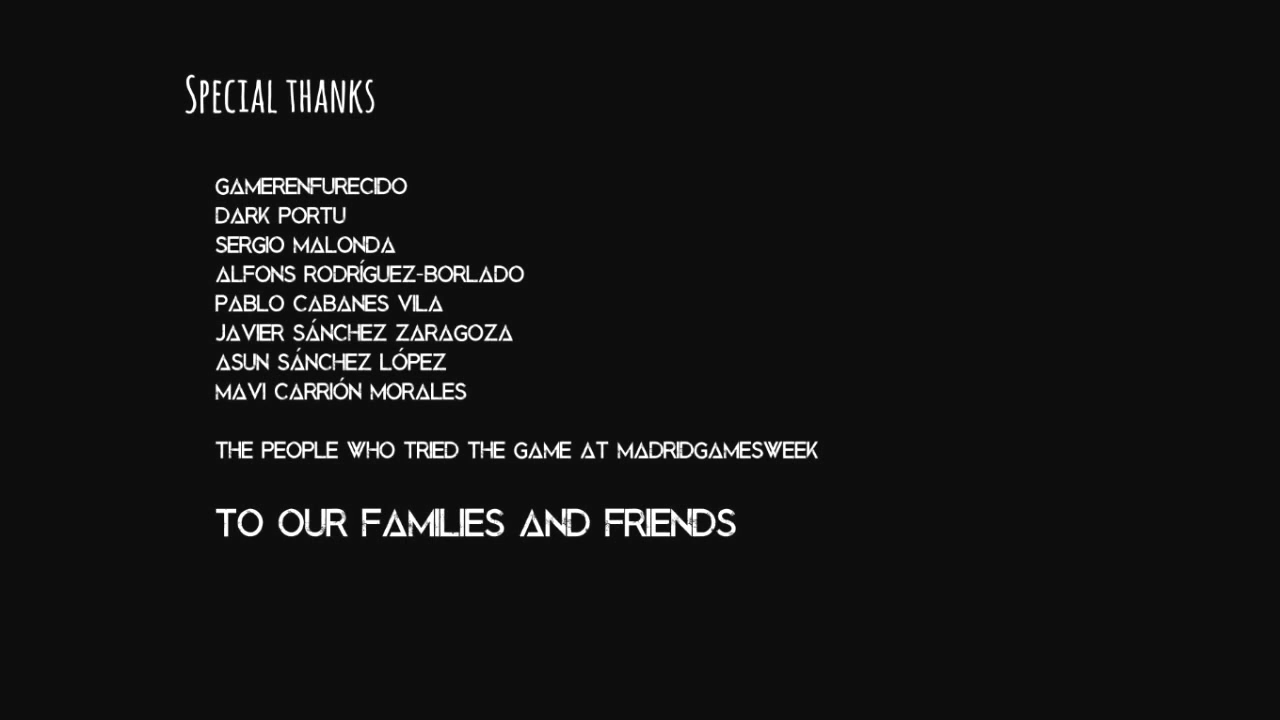 Special thanks
GAMERENFURECIDO
DARK PORTU
SERGIO MALONDA
ALFONS RODRÍGUEZ-BORLADO
PABLO CABANES VILA
JAVIER SÁNCHEZ ZARAGOZA
ASUN SÁNCHEZ LÓPEZ
MAVI CARRIÓN MORALES
THE PEOPLE WHO TRIED THE GAME AT MADRIDGAMESWEEK
TO OUR FAMILIES AND FRIENDS